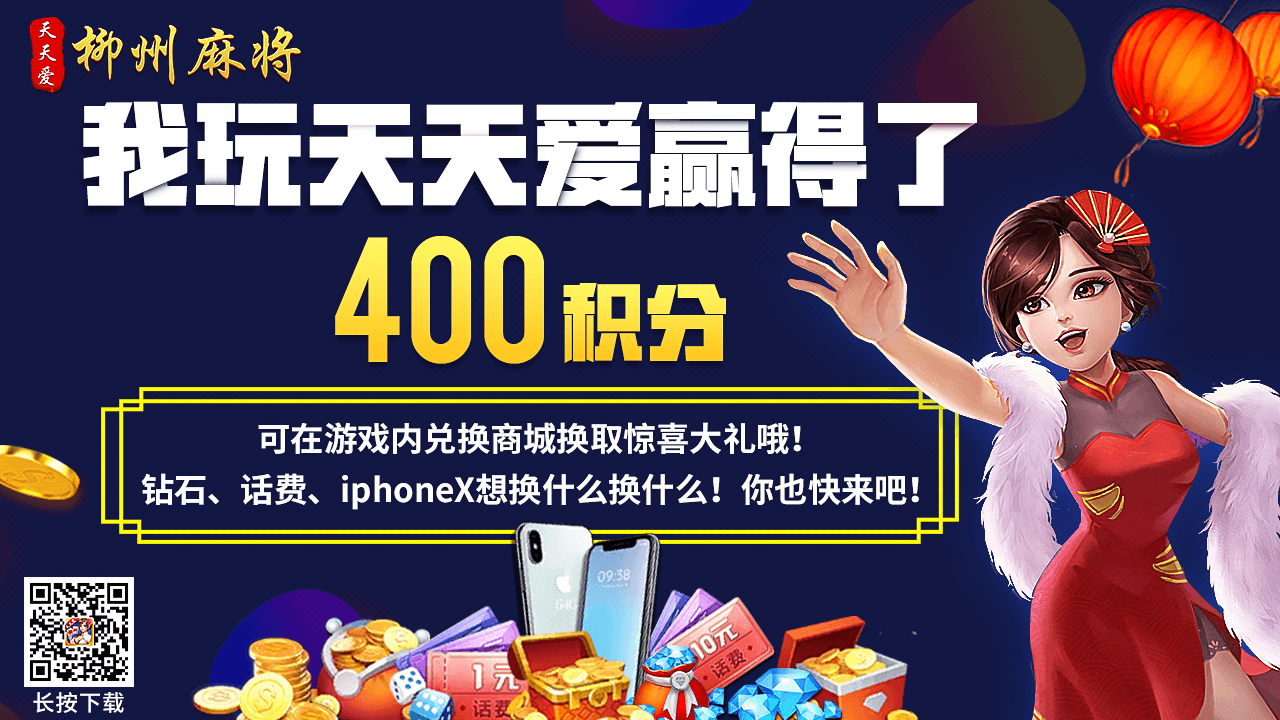 天天爱
柳州麻将
我玩天天爱赢得了
400积分
可在游戏内兑换商城换取惊喜大礼哦！
钻石、话费、iphoneX想换什么换什么！你也快来吧！
09:38
64G
1元
话费
10元
话费
长按下载